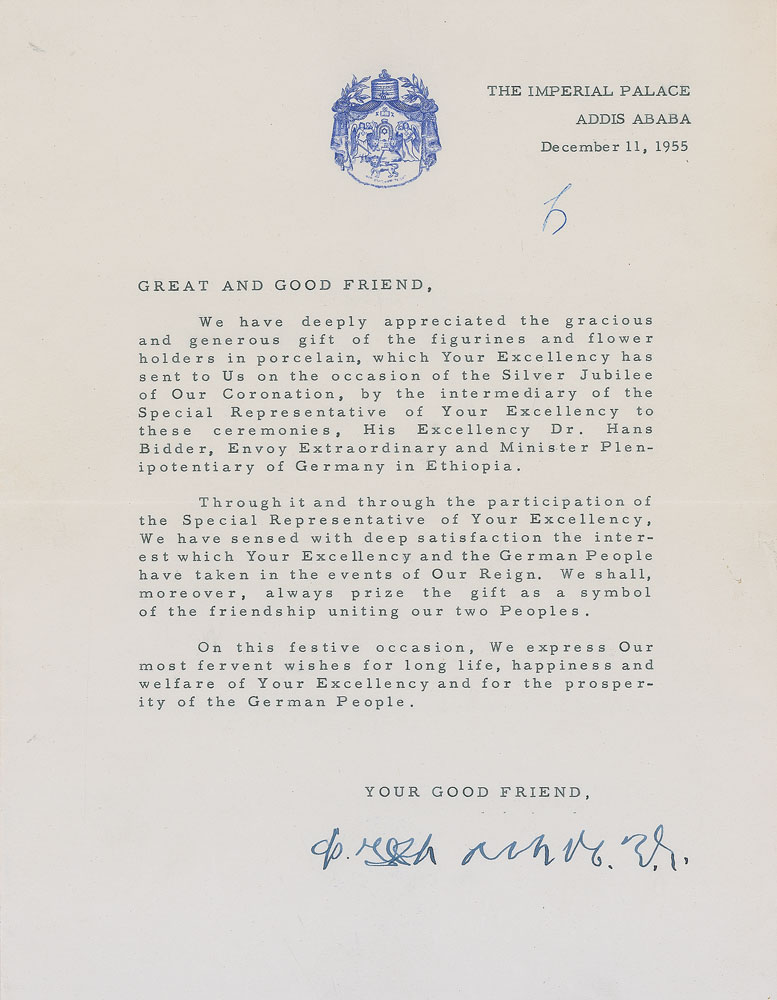 THE IMPERIAL PALACE
ADDIS ABABA
December 11, 1955
GREAT AND GOOD FRIEND,
We have deeply appreciated the gracious
and generous gift of the figurines and flower
holders in porcelain, which Your Excellency has
sent to Us on the occasion of the Silver Jubilee
of Our Coronation, by the intermediary of the
Special Representative of Your Excellency to
these ceremonies, His Excellency Dr. Hans
Bidder, Envoy Extraordinary and Minister Plen-
ipotentiary of Germany in Ethiopia.
Through it and through the participation of
the Special Representative of Your Excellency,
We have sensed with deep satisfaction the inter-
est which Your Excellency and the German People
have taken in the events of Our Reign. We shall,
moreover, always prize the gift as a symbol
of the friendship uniting our two Peoples.
On this festive occasion, We express Our
most fervent wishes for long life, happiness and
welfare of Your Excellency and for the prosper-
ity of the German People.
YOUR GOOD FRIEND,